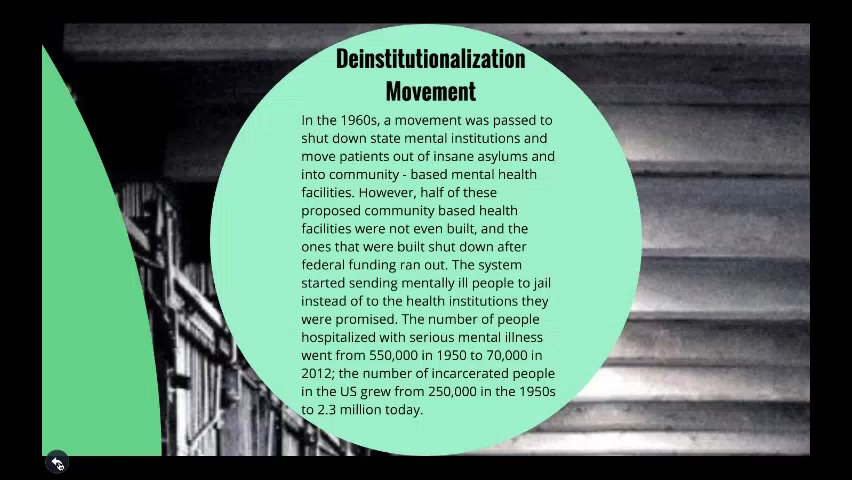 Deinstitutionalization
Movement
In the 1960s, a movement was passed to
shut down state mental institutions and
move patients out of insane asylums and
into community - based mental health
facilities. However, half of these
proposed community based health
facilities were not even built, and the
ones that were built shut down after
federal funding ran out. The system
started sending mentally ill people to jail
instead of to the health institutions they
were promised. The number of people
hospitalized with serious mental illness
went from 550,000 in 1950 to 70,000 in
2012; the number of incarcerated people
in the US grew from 250,000 in the 1950s
to 2.3 million today.